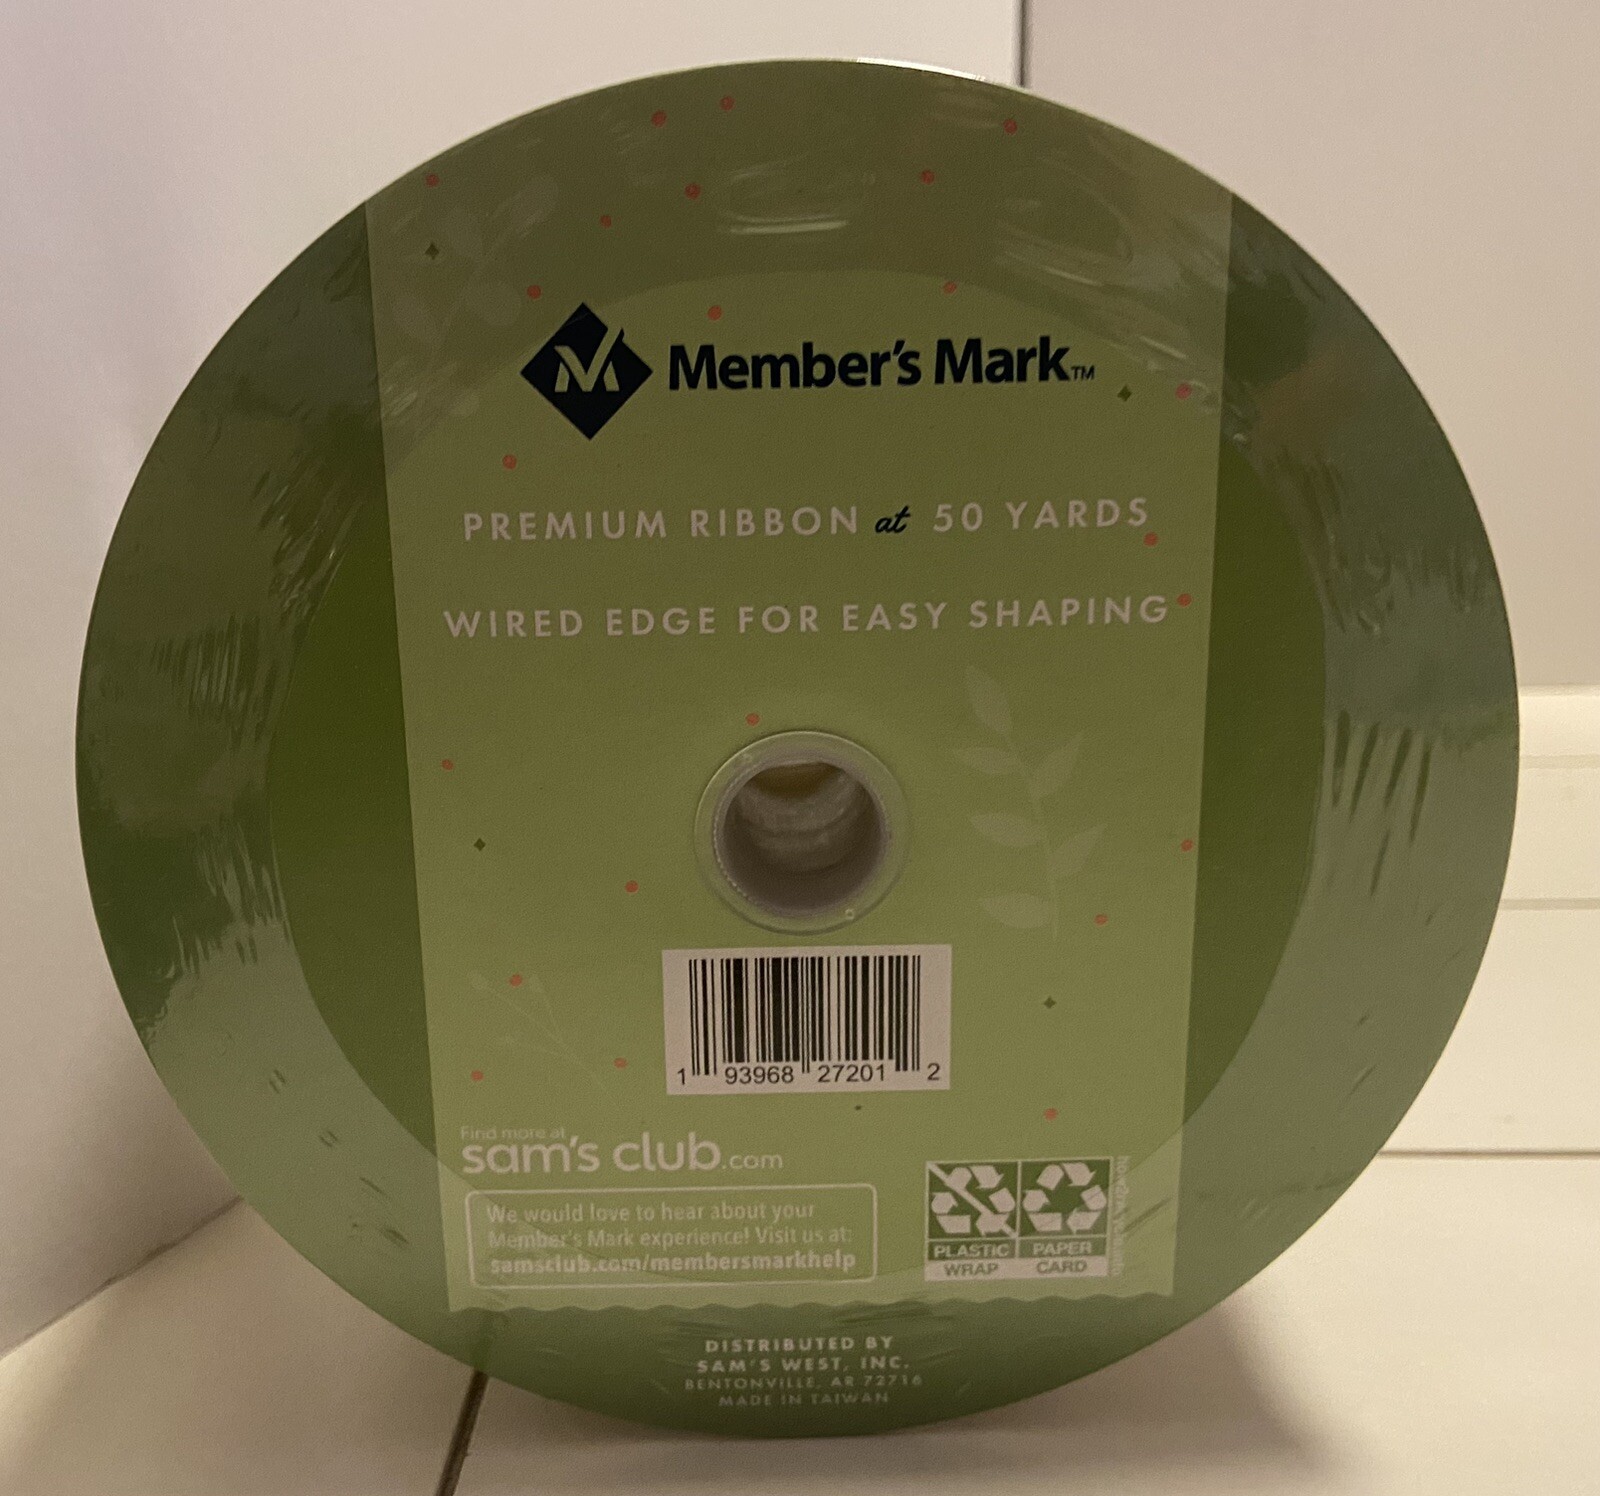 Member's Mark™
PREMIUM RIBBON at 50 YARDS
WIRED EDGE FOR EASY SHAPING
1 93968 27201 2
Find more at
sam's club.com
We would love to hear about your
Member's Mark experience! Visit us at:
samsclub.com/membersmarkhelp
PLASTIC PAPER
WRAP CARD
DISTRIBUTED BY
SAM'S WEST, INC.
BENTONVILLE, AR 72716
MADE IN TAIWAN